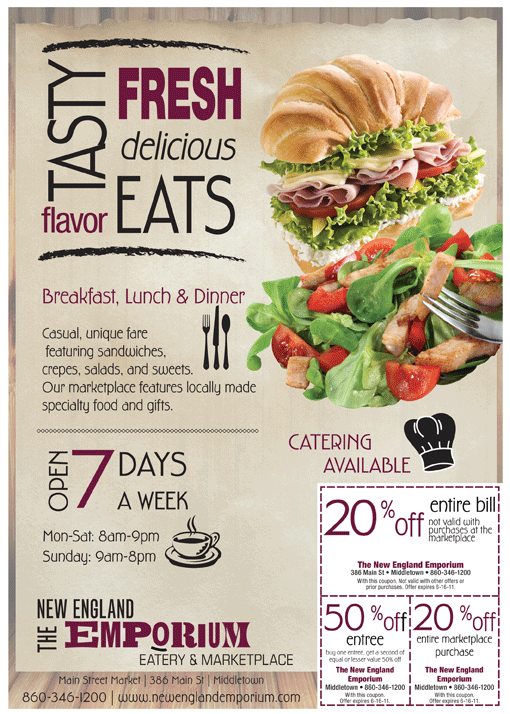 TASTY
FRESH
delicious
flavor EATS
Breakfast, Lunch & Dinner
Casual, unique fare
featuring sandwiches,
crepes, salads, and sweets.
Our marketplace features locally made
specialty food and gifts.
CATERING
AVAILABLE
OPEN 7 DAYS
A WEEK
Mon-Sat: 8am-9pm
Sunday: 9am-8pm
NEW ENGLAND
THE EMPORIUM
EATERY & MARKETPLACE
Main Street Market | 386 Main St | Middletown
860-346-1200 | www.newenglandemporium.com
20% off entire bill
not valid with
purchases at the
marketplace
The New England Emporium
386 Main St • Middletown • 860-346-1200
With this coupon. Not valid with other offers or
prior purchases. Offer expires 6-16-11.
50% off
entree
buy one entree, get a second of
equal or lesser value 50% off
The New England
Emporium
Middletown • 860-346-1200
With this coupon.
Offer expires 6-16-11.
20% off
entire marketplace
purchase
The New England
Emporium
Middletown • 860-346-1200
With this coupon.
Offer expires 6-16-11.